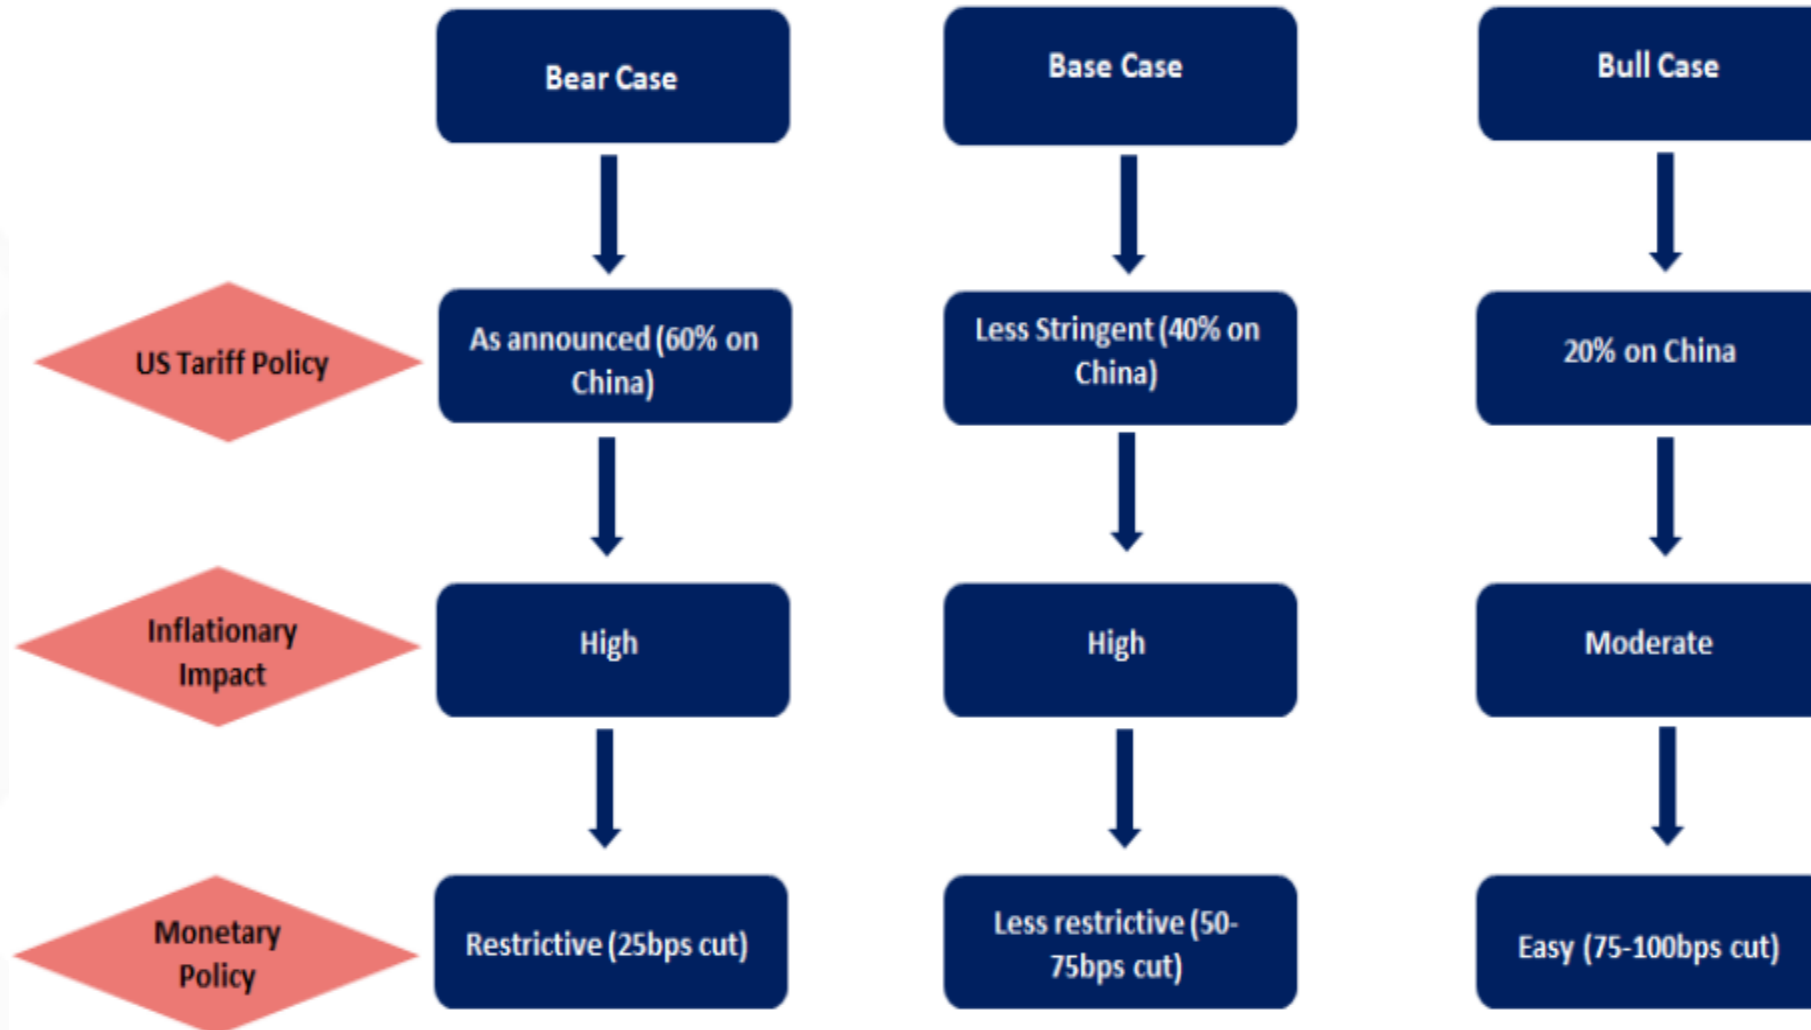 Bear Case
Base Case
Bull Case
US Tariff Policy
As announced (60% on
China)
Less Stringent (40% on
China)
20% on China
Inflationary
Impact
High
High
Moderate
Monetary
Policy
Restrictive (25bps cut)
Less restrictive (50-
75bps cut)
Easy (75-100bps cut)